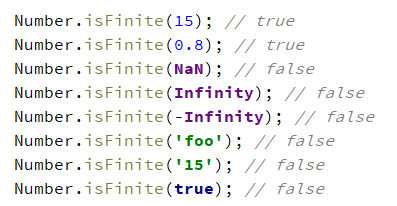 Number.isFinite(15); // true
Number.isFinite(0.8); // true
Number.isFinite(NaN); // false
Number.isFinite(Infinity); // false
Number.isFinite(-Infinity); // false
Number.isFinite('foo'); // false
Number.isFinite('15'); // false
Number.isFinite(true); // false